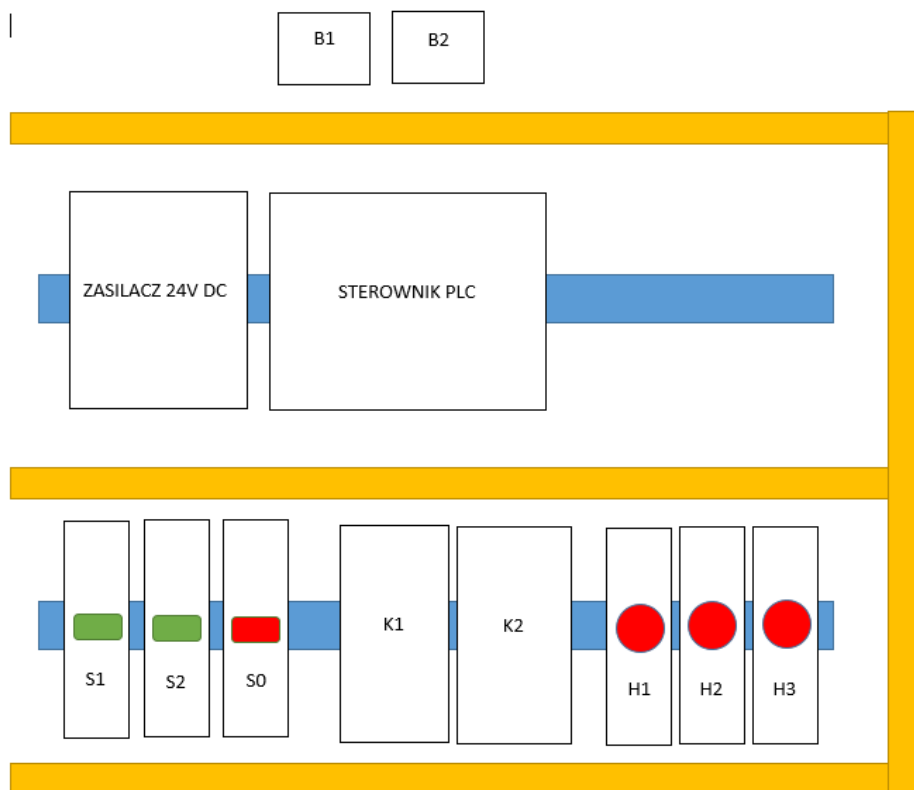 B1
B2
ZASILACZ 24V DC
STEROWNIK PLC
S1
S2
S0
K1
K2
H1
H2
H3